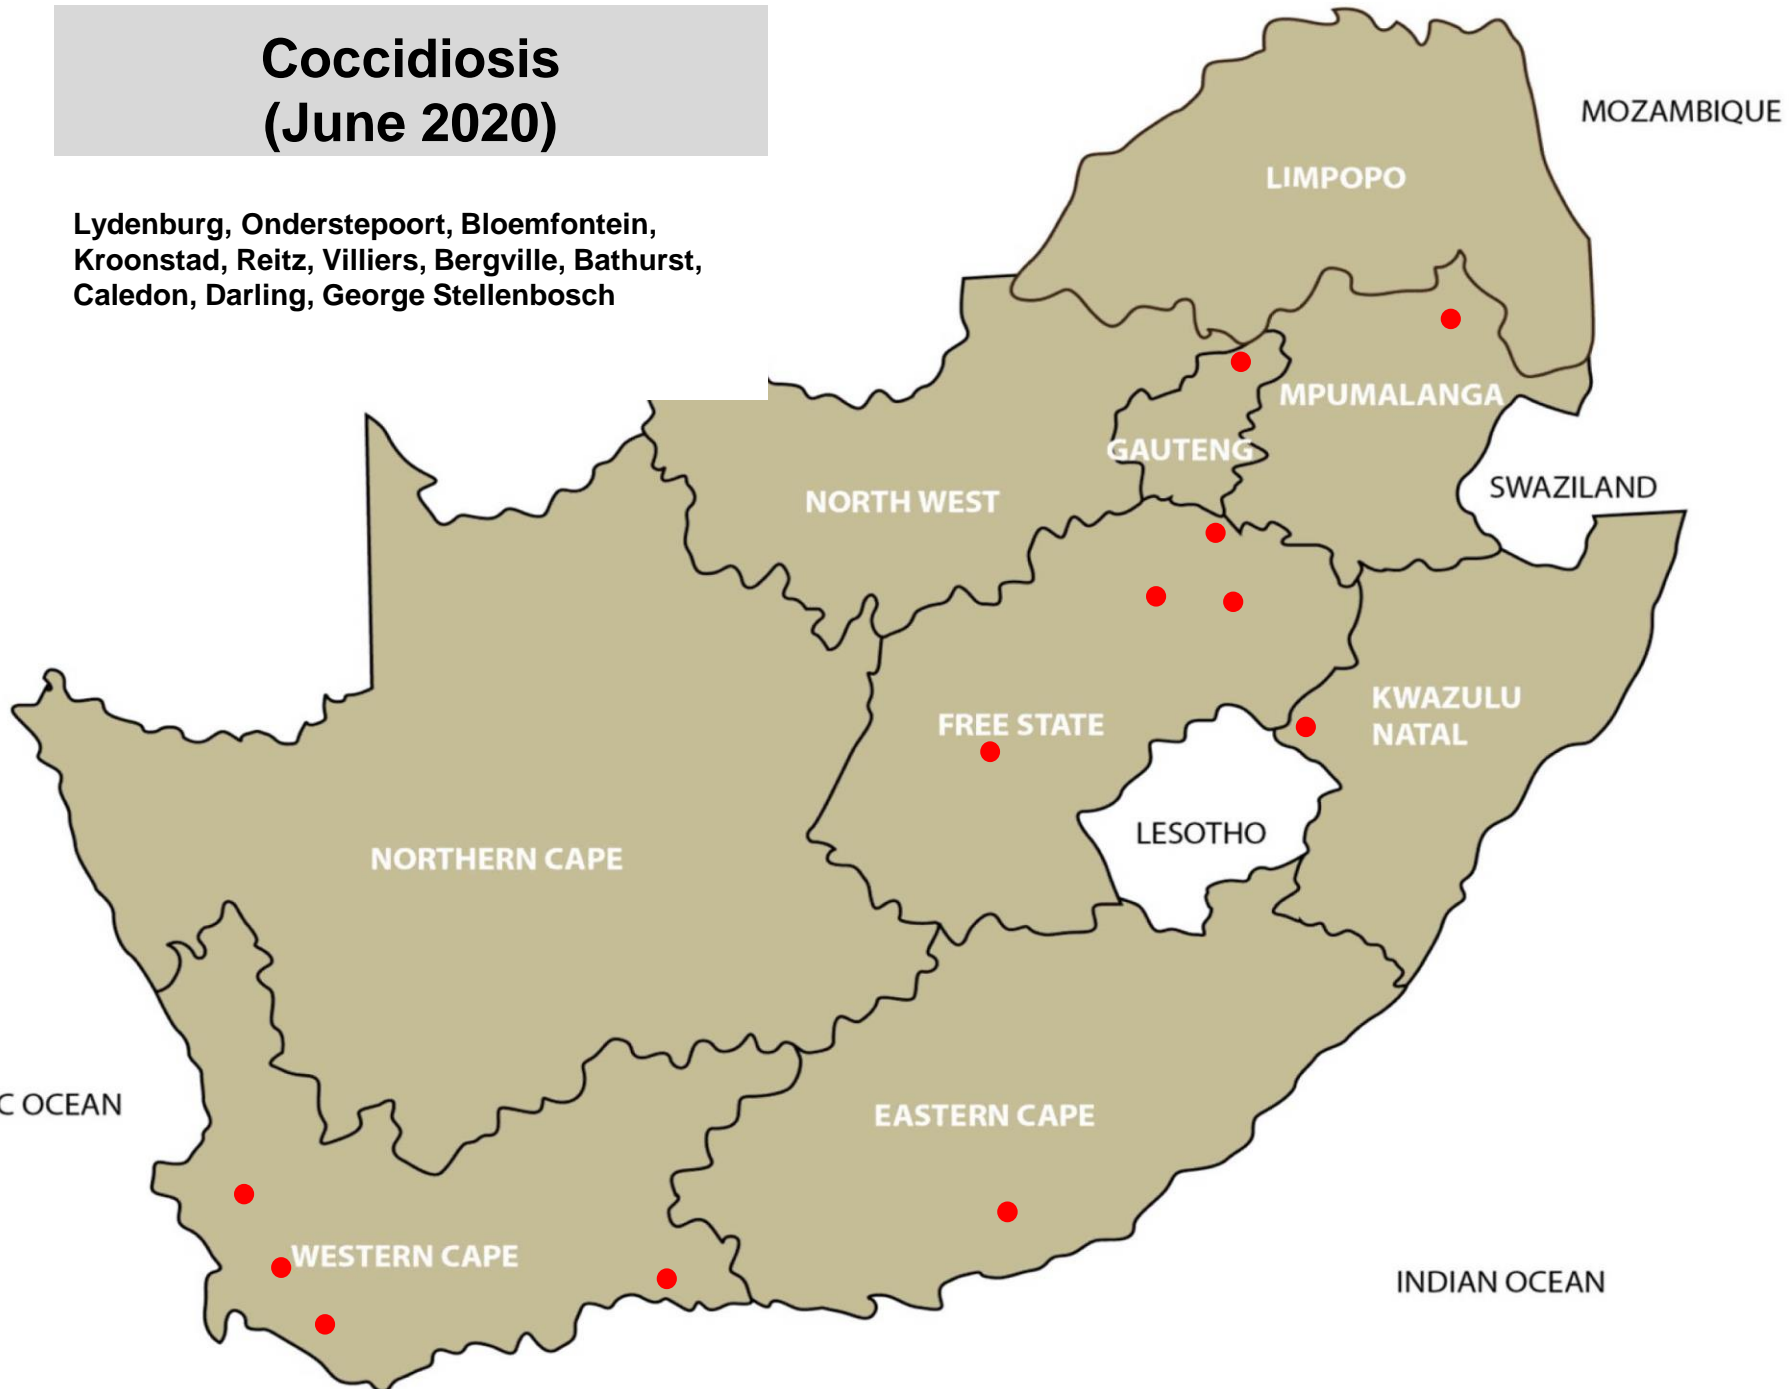 Coccidiosis
(June 2020)
Lydenburg, Onderstepoort, Bloemfontein,
Kroonstad, Reitz, Villiers, Bergville, Bathurst,
Caledon, Darling, George Stellenbosch
MOZAMBIQUE
LIMPOPO
MPUMALANGA
GAUTENG
SWAZILAND
NORTH WEST
KWAZULU
NATAL
FREE STATE
LESOTHO
NORTHERN CAPE
C OCEAN
EASTERN CAPE
WESTERN CAPE
INDIAN OCEAN